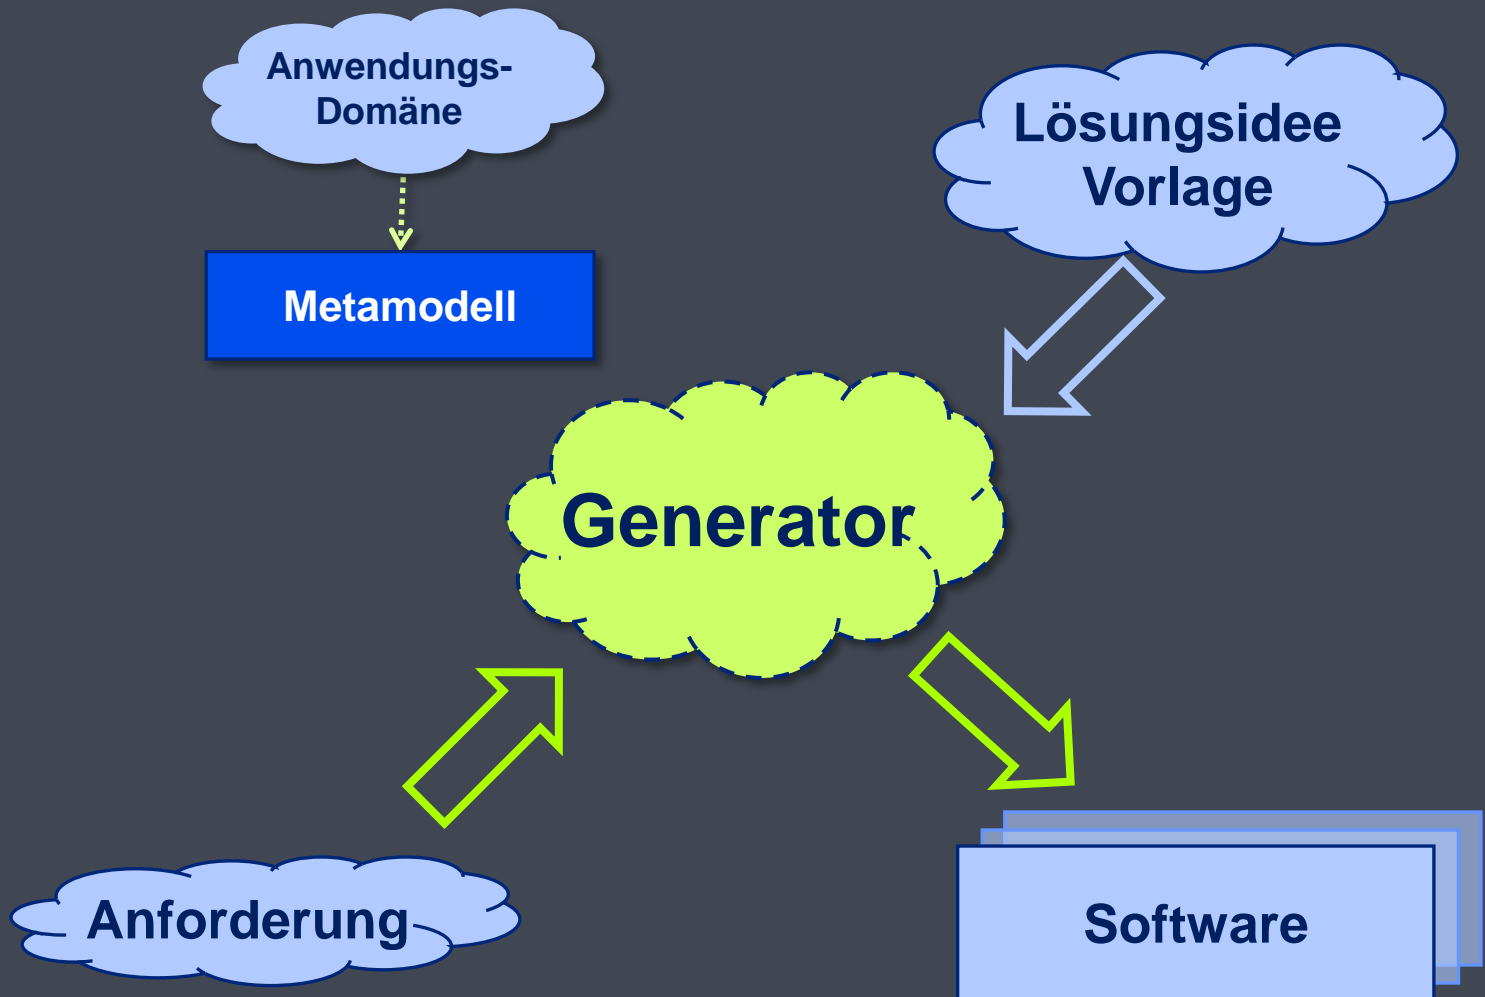 Anwendungs-
Domäne
Lösungsidee
Vorlage
Metamodell
Generator
Anforderung
Software